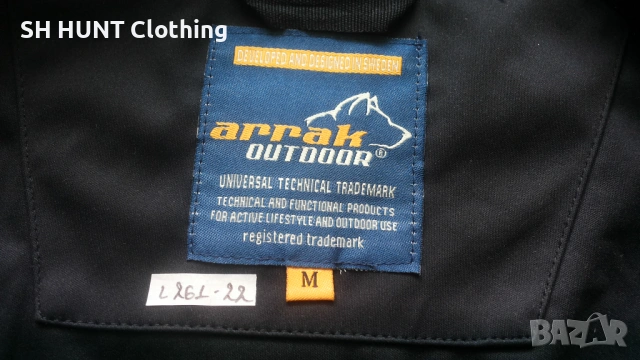 SH HUNT Clothing
DEVELOPED AND DESIGNED IN SWEDEN
arrak
OUTDOOR®
UNIVERSAL TECHNICAL TRADEMARK
TECHNICAL AND FUNCTIONAL PRODUCTS
FOR ACTIVE LIFESTYLE AND OUTDOOR USE
registered trademark
M
L261-22
BAZAR